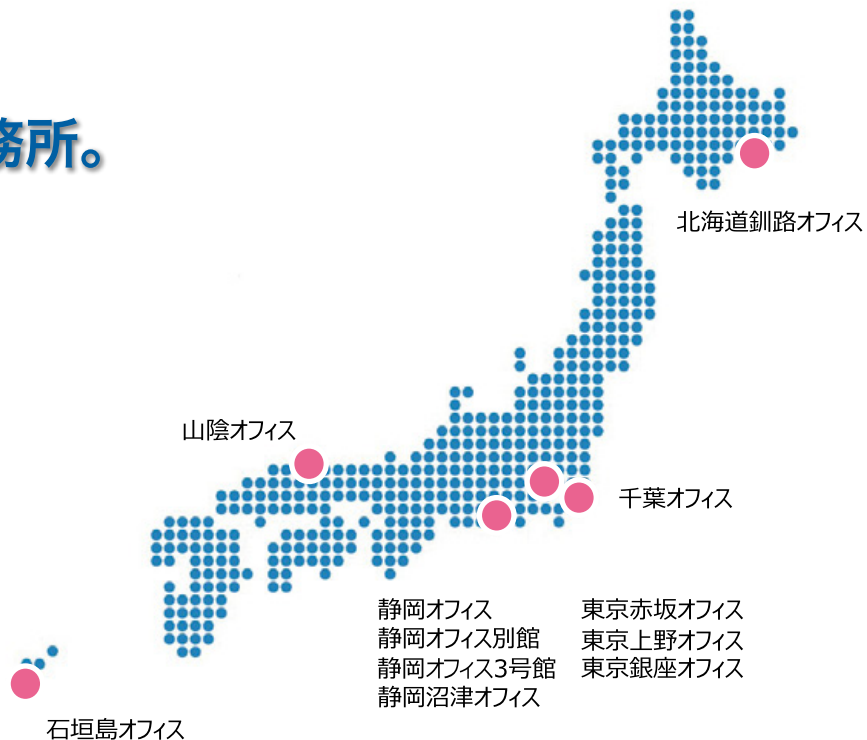 務所。
北海道釧路オフィス
山陰オフィス
千葉オフィス
静岡オフィス
静岡オフィス別館
静岡オフィス3号館
静岡沼津オフィス
東京赤坂オフィス
東京上野オフィス
東京銀座オフィス
石垣島オフィス